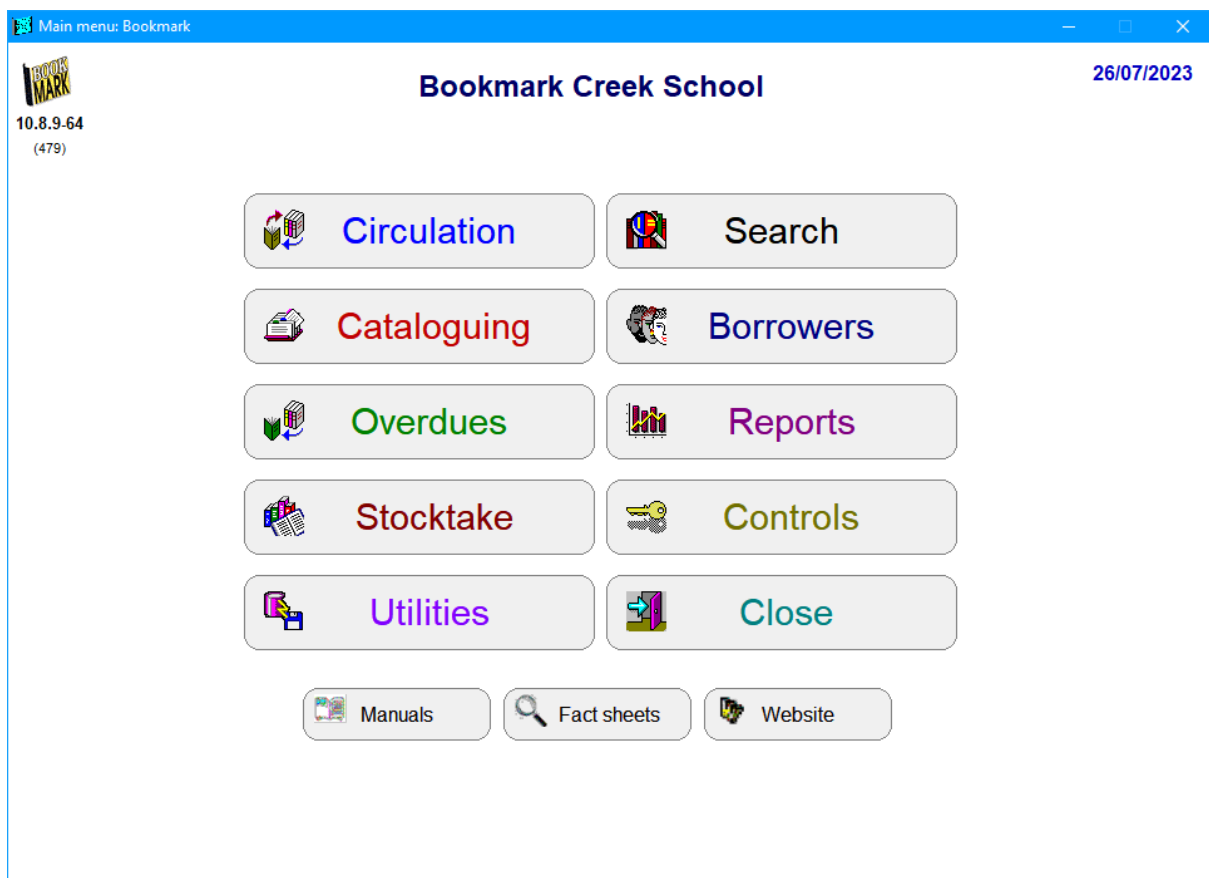 Main menu: Bookmark
BOOK
MARK
Bookmark Creek School
26/07/2023
10.8.9-64
(479)
Circulation
Search
Cataloguing
Borrowers
Overdues
Reports
Stocktake
Controls
Utilities
Close
Manuals
Fact sheets
Website